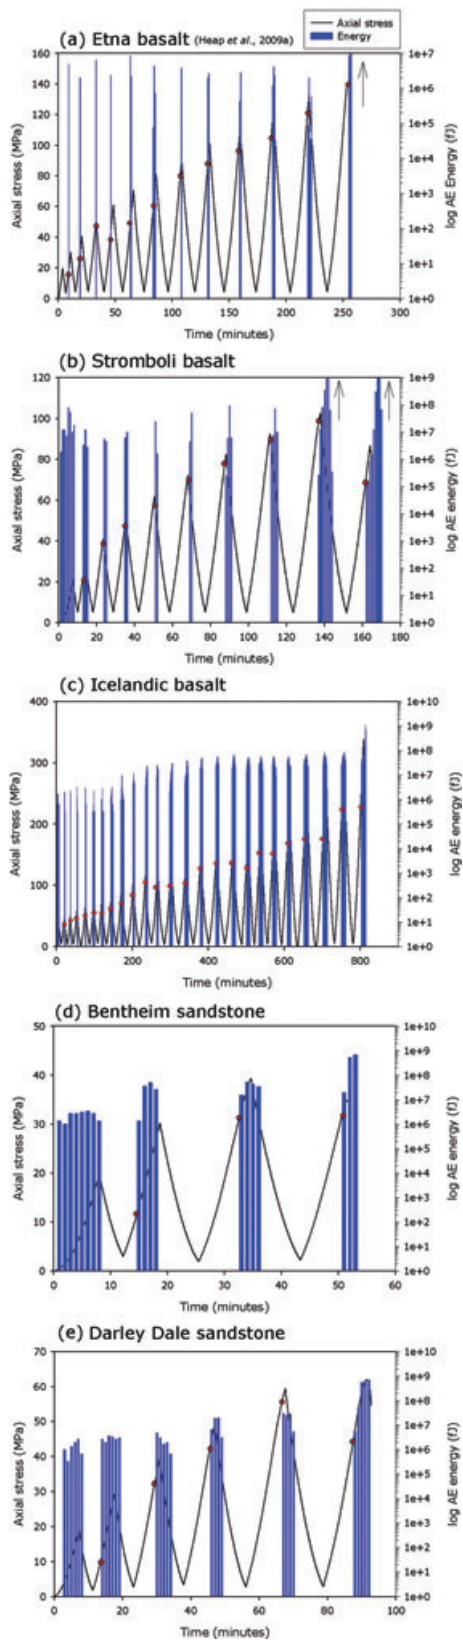 Axial stress
Energy
(a) Etna basalt (Heap et al., 2009a)
Axial stress (MPa)
160
140
120
100
80
60
40
20
0
1e+7
1e+6
1e+5
1e+4
1e+3
1e+2
1e+1
1e+0
log AE Energy (fJ)
0 50 100 150 200 250 300
Time (minutes)
(b) Stromboli basalt
Axial stress (MPa)
120
100
80
60
40
20
0
1e+9
1e+8
1e+7
1e+6
1e+5
1e+4
1e+3
1e+2
1e+1
1e+0
log AE energy (fJ)
0 20 40 60 80 100 120 140 160 180
Time (minutes)
(c) Icelandic basalt
Axial stress (MPa)
400
300
200
100
0
1e+10
1e+9
1e+8
1e+7
1e+6
1e+5
1e+4
1e+3
1e+2
1e+1
1e+0
log AE energy (fJ)
0 200 400 600 800
Time (minutes)
(d) Bentheim sandstone
Axial stress (MPa)
50
40
30
20
10
0
1e+10
1e+9
1e+8
1e+7
1e+6
1e+5
1e+4
1e+3
1e+2
1e+1
1e+0
log AE energy (fJ)
0 10 20 30 40 50 60
Time (minutes)
(e) Darley Dale sandstone
Axial stress (MPa)
70
60
50
40
30
20
10
0
1e+10
1e+9
1e+8
1e+7
1e+6
1e+5
1e+4
1e+3
1e+2
1e+1
1e+0
log AE energy (fJ)
0 20 40 60 80 100
Time (minutes)